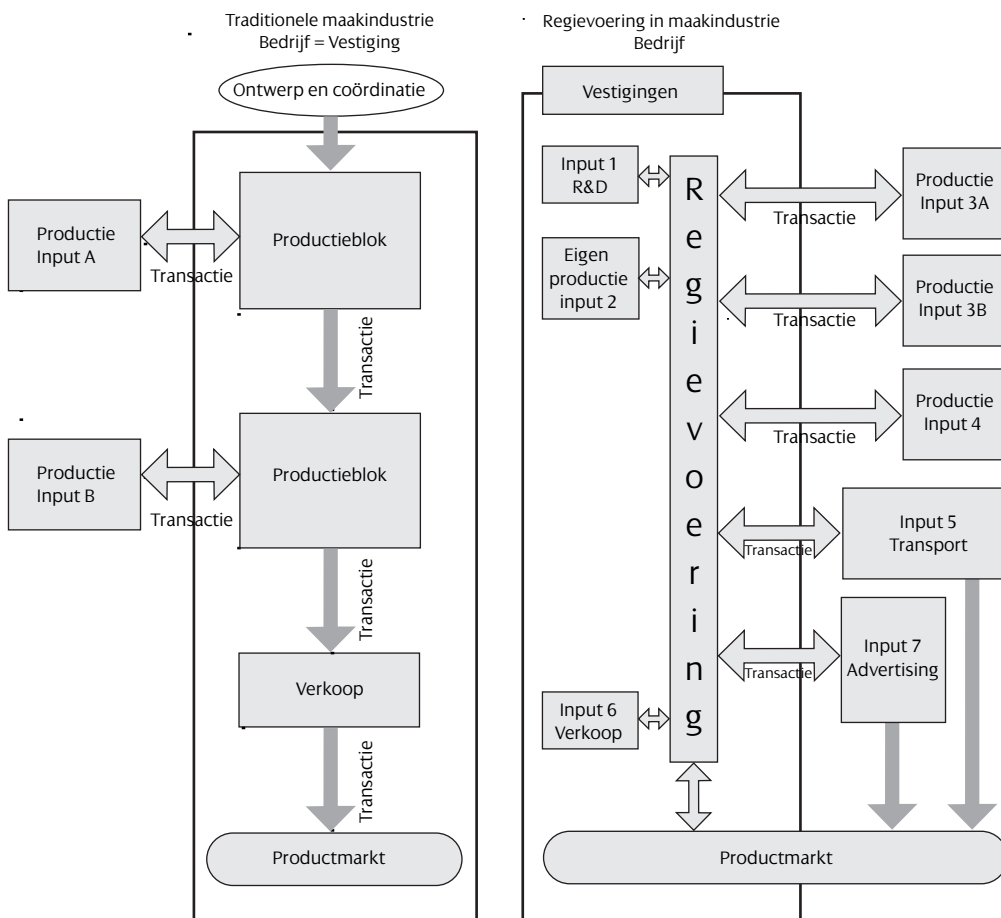 Traditionele maakindustrie
Bedrijf = Vestiging
Ontwerp en coördinatie
Productieblok
Productie
Input A
Transactie
Transactie
Productieblok
Productie
Input B
Transactie
Transactie
Verkoop
Transactie
Productmarkt
Regievoering in maakindustrie
Bedrijf
Vestigingen
Input 1
R&D
Eigen
productie
input 2
Input 6
Verkoop
Regievoering
Transactie
Productie
Input 3A
Transactie
Productie
Input 3B
Transactie
Productie
Input 4
Transactie
Input 5
Transport
Transactie
Input 7
Advertising
Productmarkt